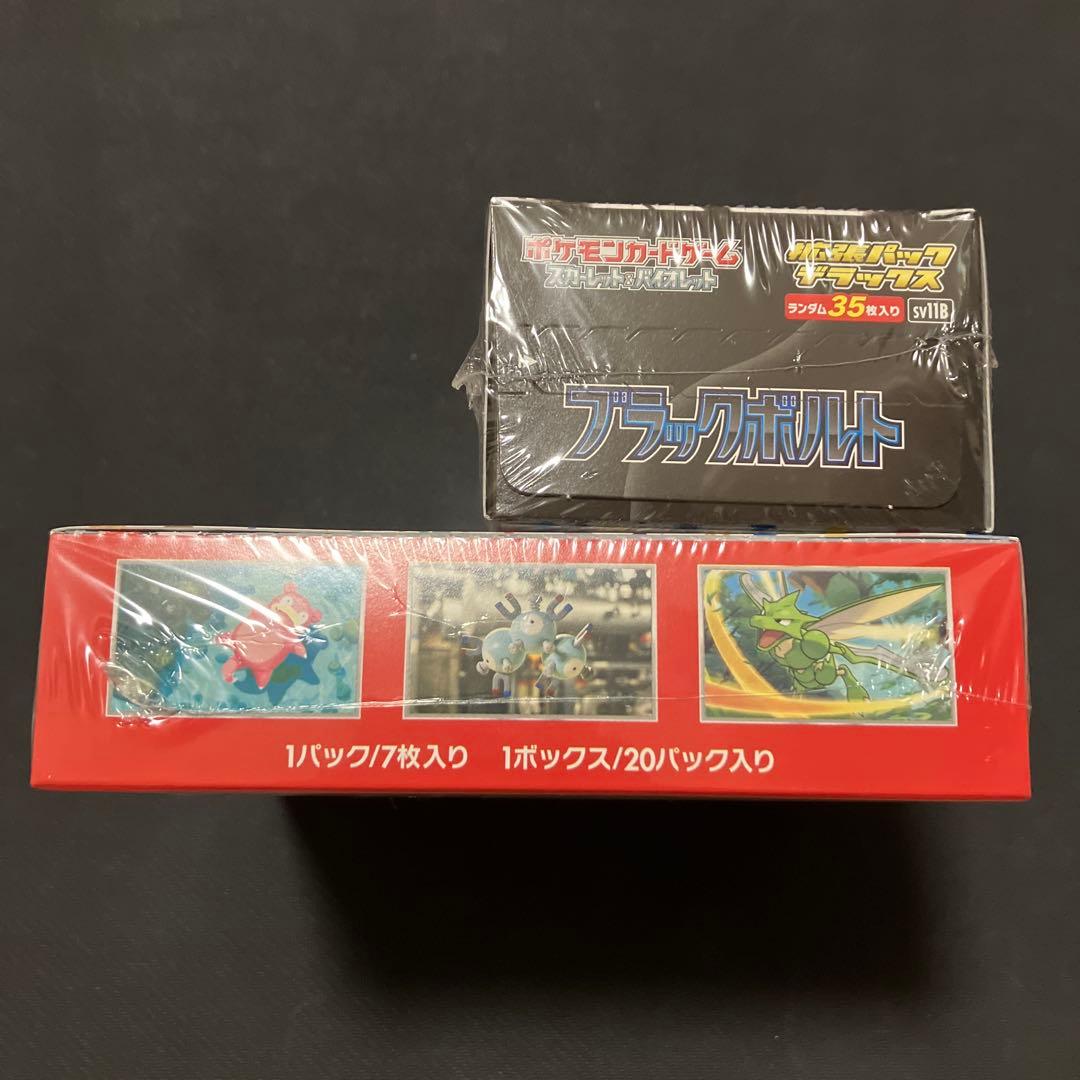 ポケモンカードゲーム
スカーレット&バイオレット
拡張パック
デラックス
ランダム35枚入り SV11B
ブラックボルト
1パック/7枚入り 1ボックス/20パック入り